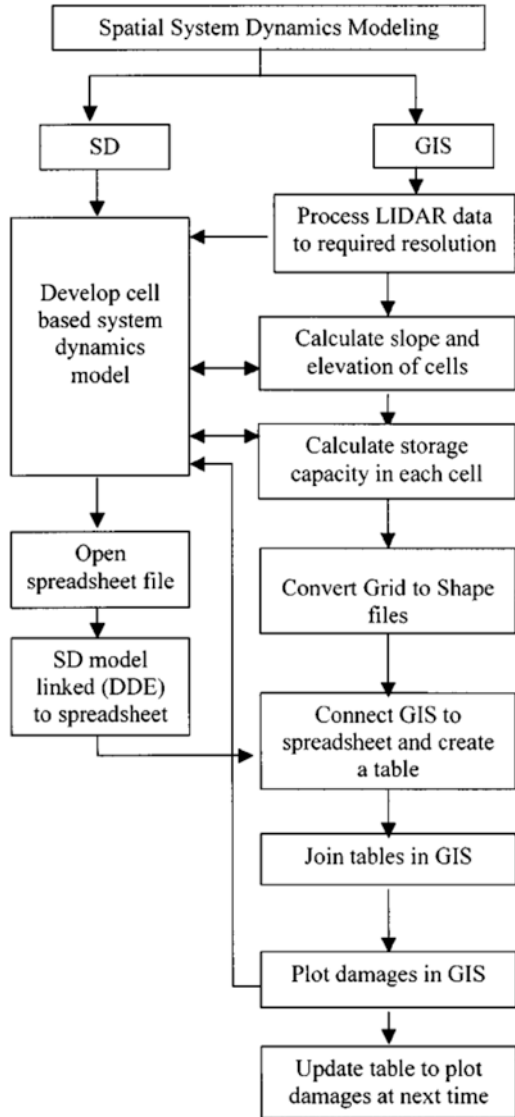 Spatial System Dynamics Modeling
SD
GIS
Process LIDAR data
to required resolution
Develop cell
based system
dynamics
model
Calculate slope and
elevation of cells
Calculate storage
capacity in each cell
Open
spreadsheet file
Convert Grid to Shape
files
SD model
linked (DDE)
to spreadsheet
Connect GIS to
spreadsheet and create
a table
Join tables in GIS
Plot damages in GIS
Update table to plot
damages at next time